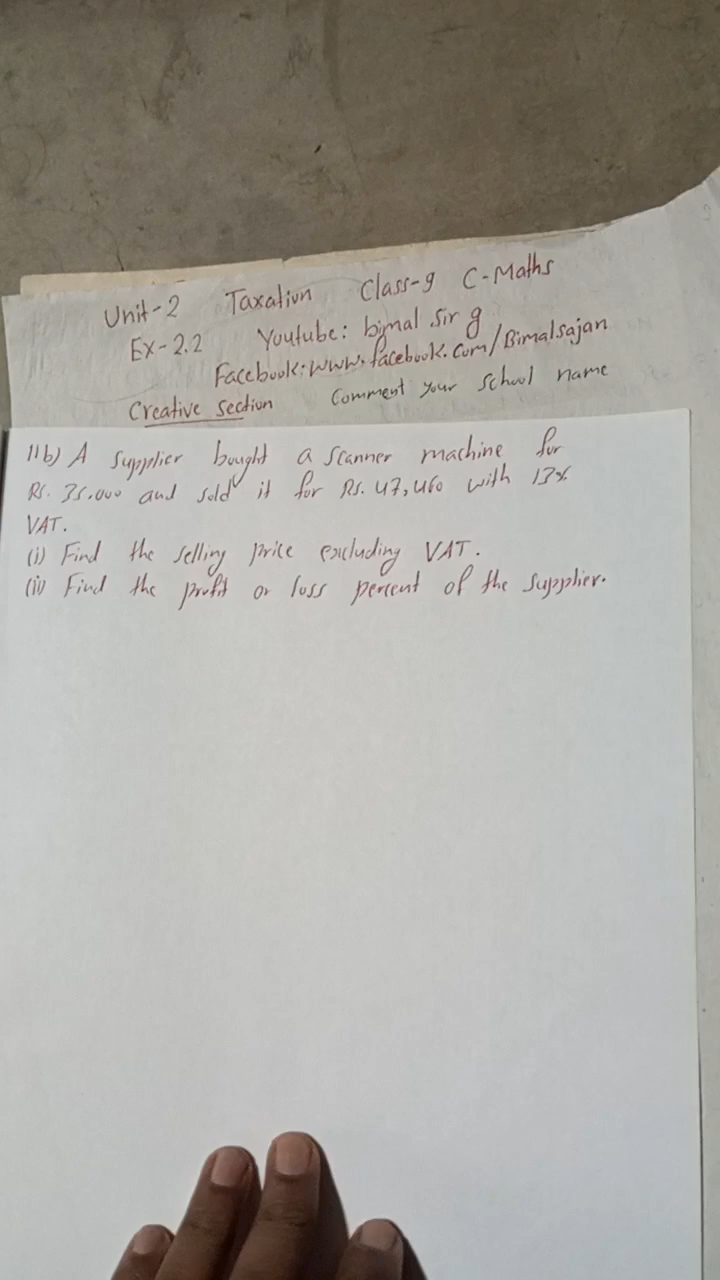 Unit-2 Taxation Class-9 C-Maths
Ex-2.2 Youtube: bimal sir g
Facebook: www.facebook.com/Bimalsajan
Creative section Comment your school name
11b) A supplier bought a scanner machine for
Rs. 35,000 and sold it for Rs. 47,460 with 13%
VAT.
(i) Find the selling price excluding VAT.
(ii) Find the profit or loss percent of the supplier.